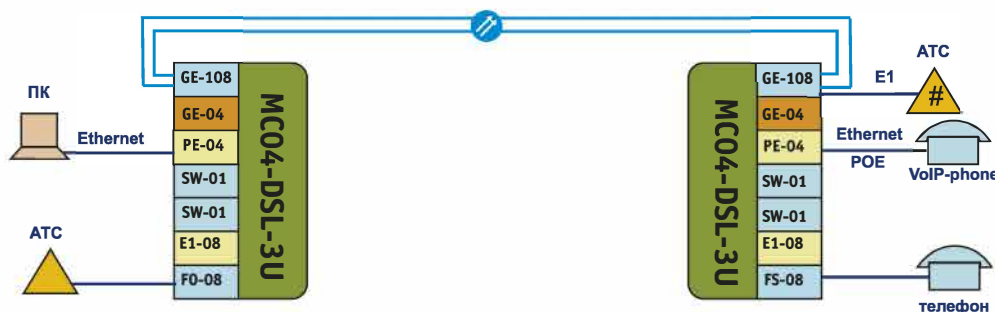 GE-108
GE-04
PE-04
SW-01
SW-01
E1-08
FO-08
MC04-DSL-3U
ПК
Ethernet
АТС
MC04-DSL-3U
GE-108
GE-04
PE-04
SW-01
SW-01
E1-08
FS-08
E1
АТС
#
Ethernet
POE
VoIP-phone
телефон